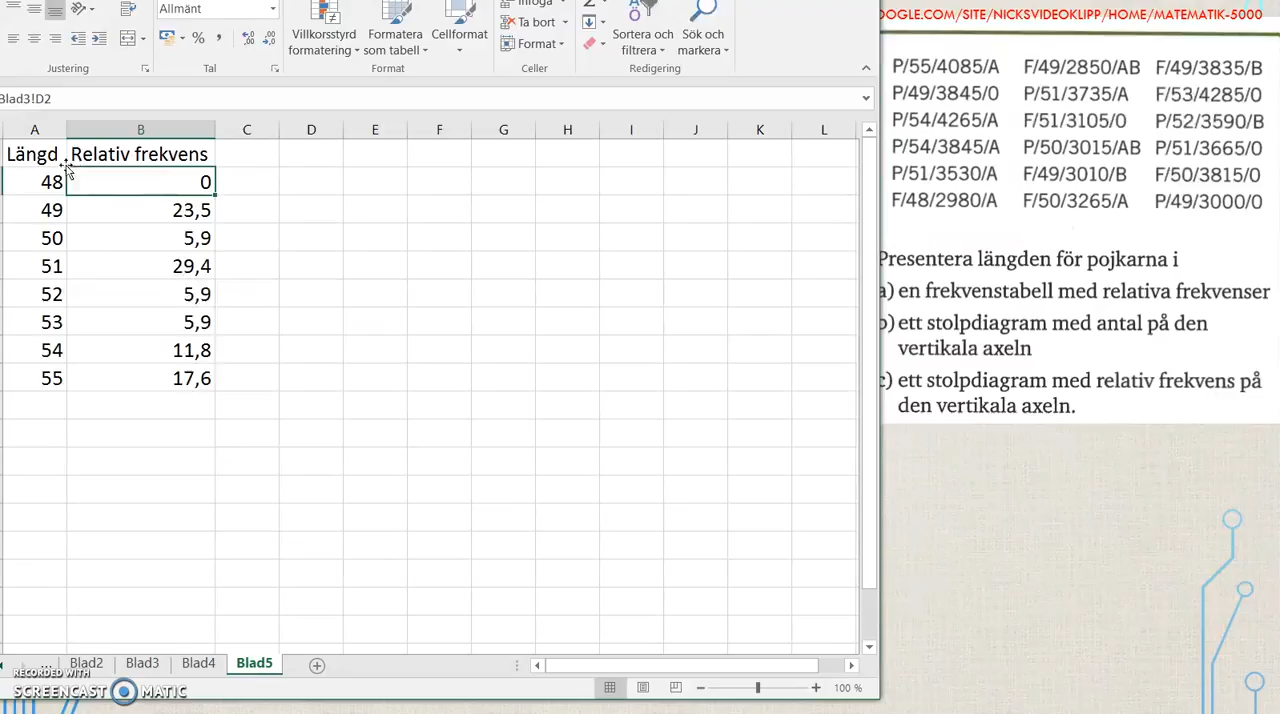 OOGLE.COM/SITE/NICKSVIDEOKLIPP/HOME/MATEMATIK-5000
Allmänt
%
Villkorstyrd
formatering
Formatera
som tabell
Cellformat
Ta bort
Format
Sortera och
filtrera
Sök och
markera
Justering
Tal
Format
Celler
Redigering
Blad3!D2
A B C D E F G H I J K L
Längd Relativ frekvens
48 0
49 23,5
50 5,9
51 29,4
52 5,9
53 5,9
54 11,8
55 17,6
P/55/4085/A F/49/2850/AB F/49/3835/B
P/49/3845/0 P/51/3735/A F/53/4285/0
P/54/4265/A F/51/3105/0 P/52/3590/B
P/54/3845/A P/50/3015/AB P/51/3665/0
P/51/3530/A F/49/3010/B F/50/3815/0
F/48/2980/A F/50/3265/A P/49/3000/0
Presentera längden för pojkarna i
a) en frekvenstabell med relativa frekvenser
b) ett stolpdiagram med antal på den
vertikala axeln
c) ett stolpdiagram med relativ frekvens på
den vertikala axeln.
... Blad2 Blad3 Blad4 Blad5
RECORDED WITH
SCREENCAST MATIC
100 %